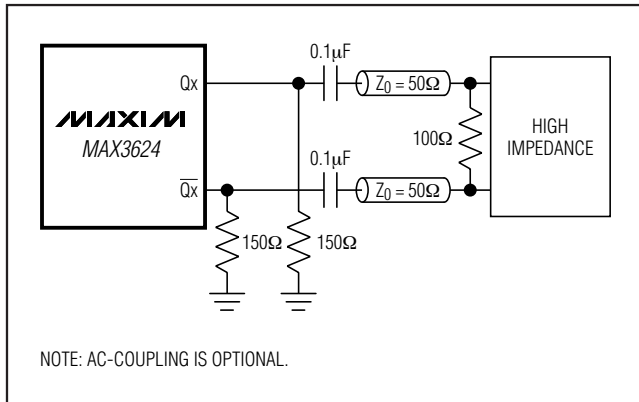 0.1μF
Qx
Z0 = 50Ω
MAXIM
MAX3624
100Ω
HIGH
IMPEDANCE
0.1μF
Q̅x̅
Z0 = 50Ω
150Ω
150Ω
NOTE: AC-COUPLING IS OPTIONAL.